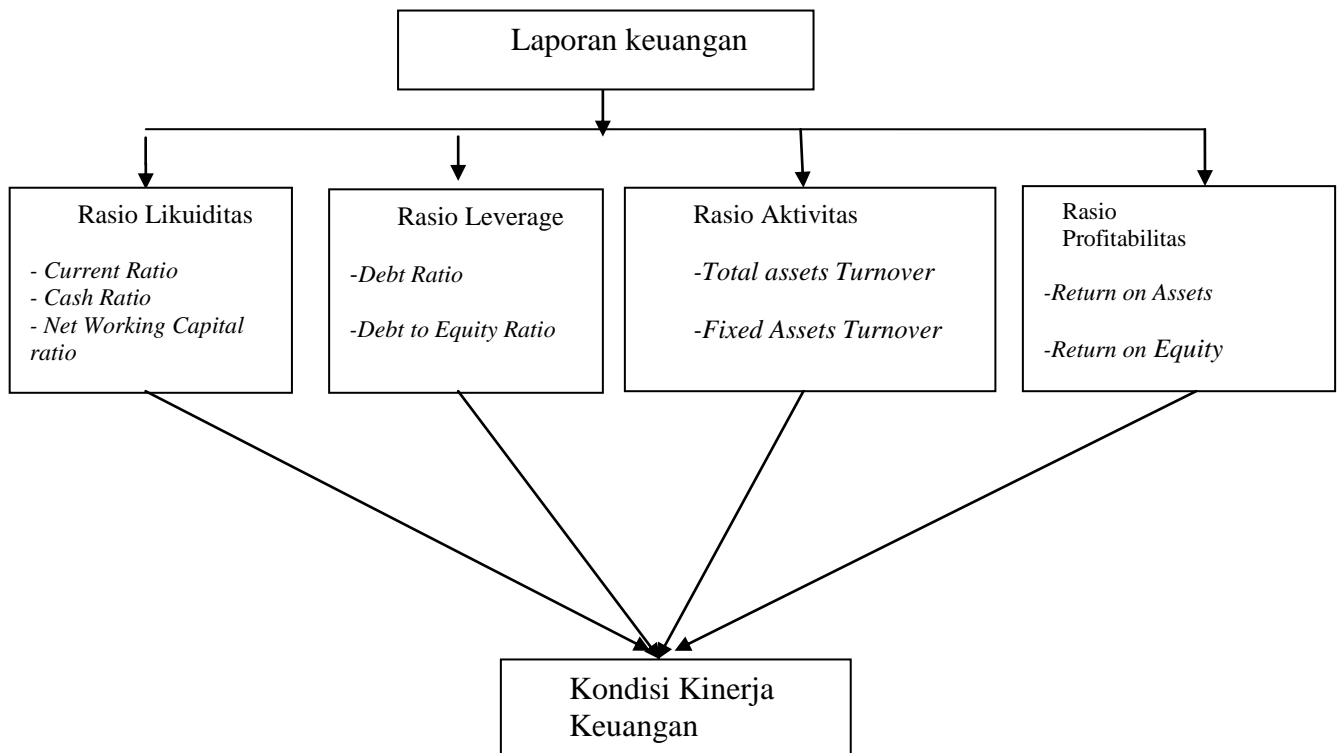 Laporan keuangan
Rasio Likuiditas
- Current Ratio
- Cash Ratio
- Net Working Capital
ratio
Rasio Leverage
-Debt Ratio
-Debt to Equity Ratio
Rasio Aktivitas
-Total assets Turnover
-Fixed Assets Turnover
Rasio
Profitabilitas
-Return on Assets
-Return on Equity
Kondisi Kinerja
Keuangan